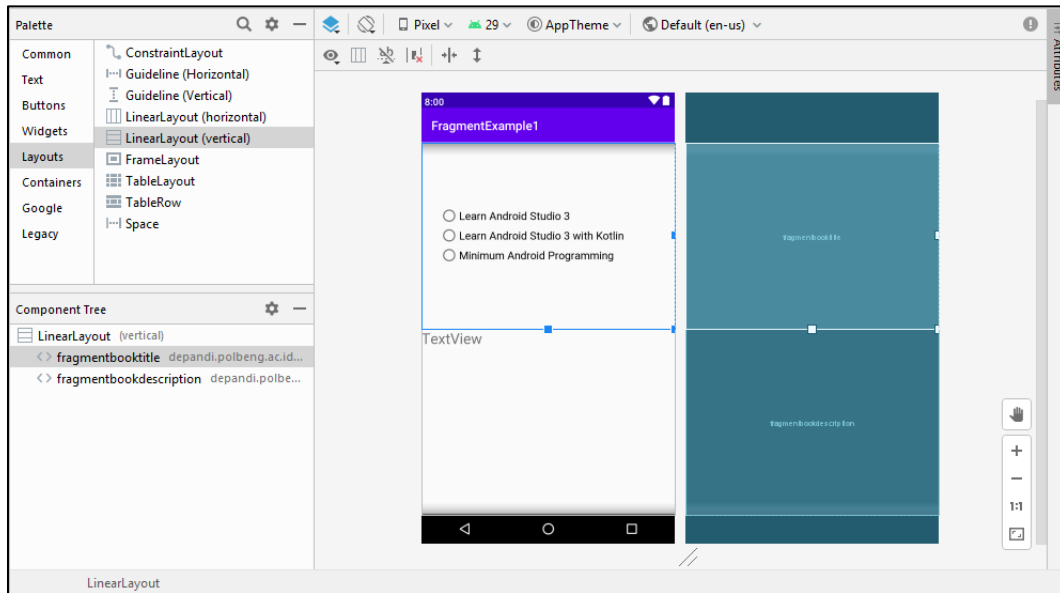 Palette
Pixel
29
AppTheme
Default (en-us)
Attributes
Common
Text
Buttons
Widgets
Layouts
Containers
Google
Legacy
ConstraintLayout
Guideline (Horizontal)
Guideline (Vertical)
LinearLayout (horizontal)
LinearLayout (vertical)
FrameLayout
TableLayout
TableRow
Space
Component Tree
LinearLayout (vertical)
fragmentbooktitle depandi.polbeng.ac.id...
fragmentbookdescription depandi.polbe...
8:00
FragmentExample1
Learn Android Studio 3
Learn Android Studio 3 with Kotlin
Minimum Android Programming
TextView
fragmentbooktitle
fragmentbookdescription
1:1
LinearLayout